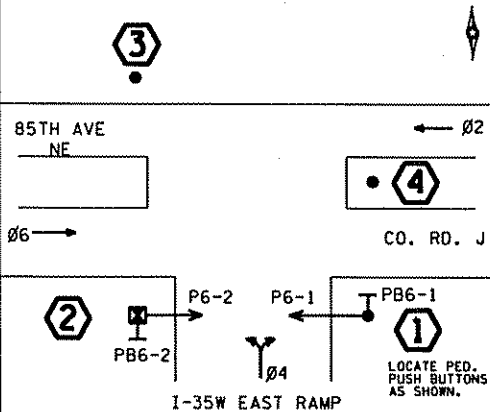 3
85TH AVE
NE
Ø2
4
Ø6
CO. RD. J
P6-2
P6-1
PB6-1
2
1
PB6-2
Ø4
LOCATE PED.
PUSH BUTTONS
AS SHOWN.
I-35W EAST RAMP